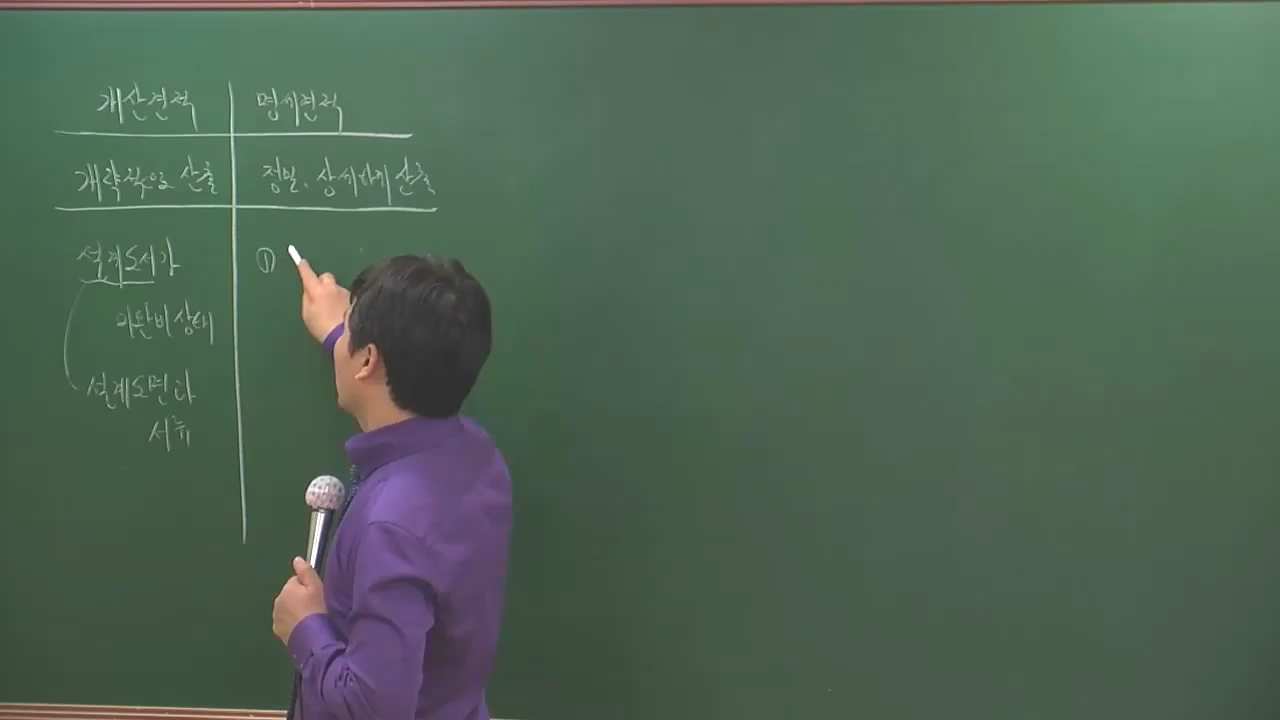 개산견적 명세견적
개략적으로 산출 정밀, 상세하게 산출
설계도서가 ①
미완비 상태
설계도면과
서류